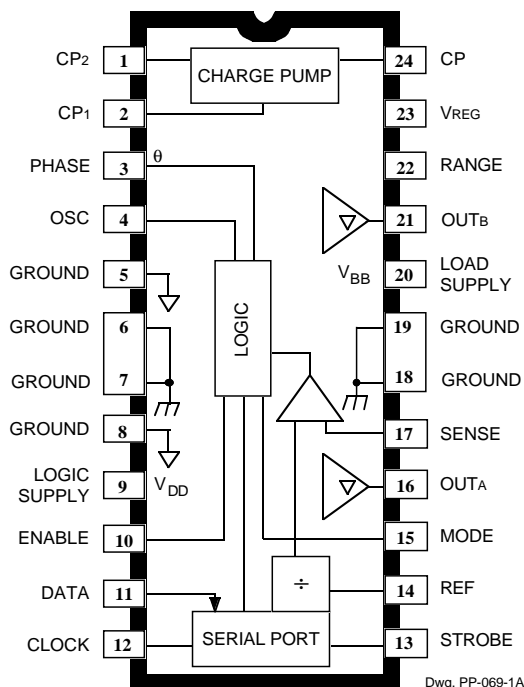 CP2 1 CHARGE PUMP 24 CP
CP1 2 23 VREG
PHASE 3 θ 22 RANGE
OSC 4 21 OUTB
GROUND 5 VBB 20 LOAD
SUPPLY
GROUND 6 19 GROUND
LOGIC
GROUND 7 18 GROUND
GROUND 8 17 SENSE
LOGIC
SUPPLY 9 VDD 16 OUTA
ENABLE 10 15 MODE
DATA 11 ÷ 14 REF
CLOCK 12 SERIAL PORT 13 STROBE
Dwg. PP-069-1A